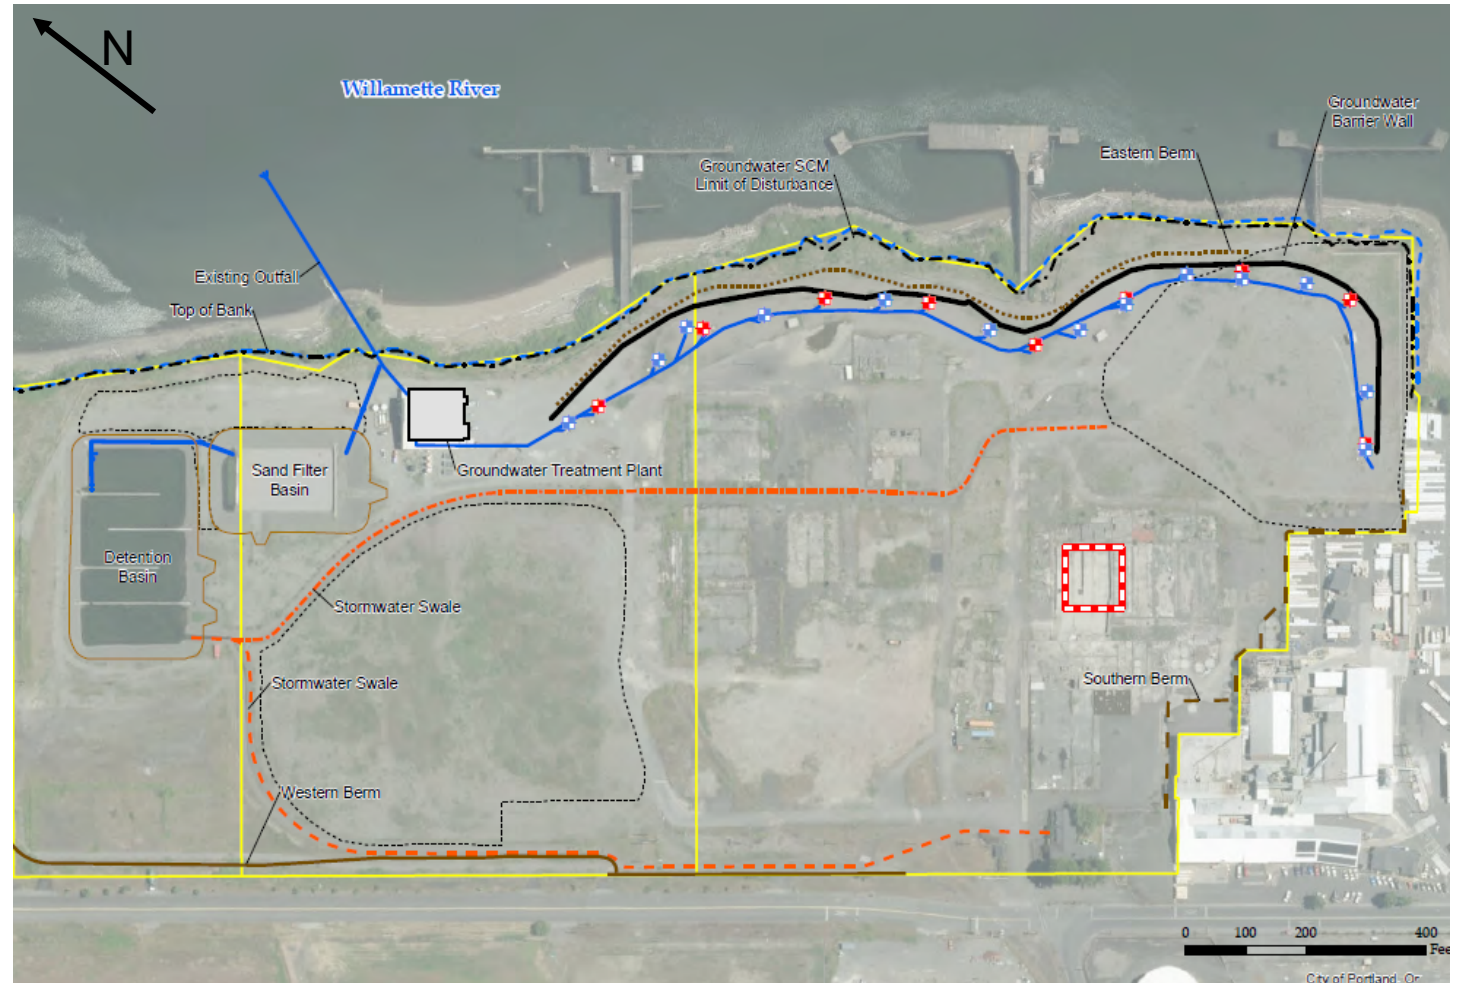 N
Willamette River
Groundwater
Barrier Wall
Eastern Berm
Groundwater SCM
Limit of Disturbance
Existing Outfall
Top of Bank
Sand Filter
Basin
Groundwater Treatment Plant
Detention
Basin
Stormwater Swale
Stormwater Swale
Southern Berm
Western Berm
0 100 200 400
Fee
City of Portland, Or